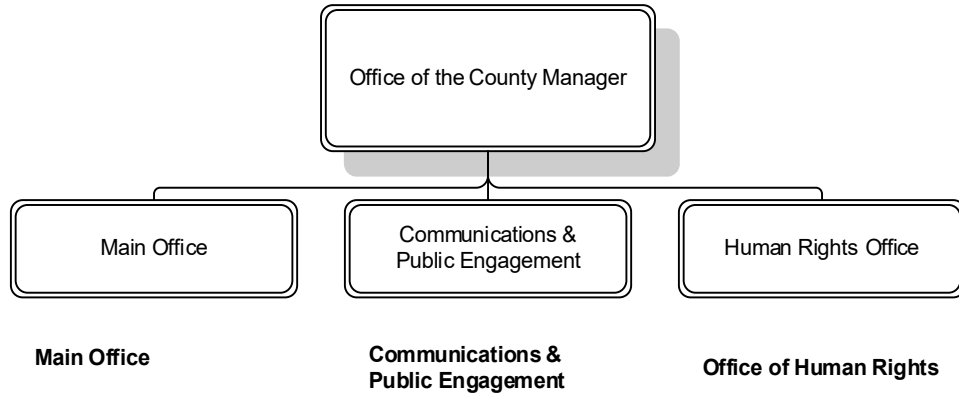 Office of the County Manager
Main Office
Communications &
Public Engagement
Human Rights Office
Main Office
Communications &
Public Engagement
Office of Human Rights